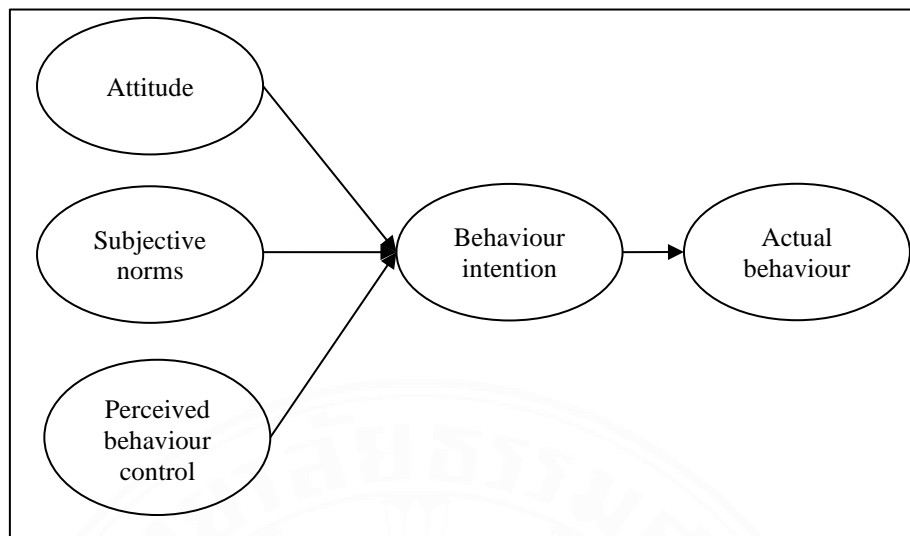 Attitude
Subjective
norms
Perceived
behaviour
control
Behaviour
intention
Actual
behaviour